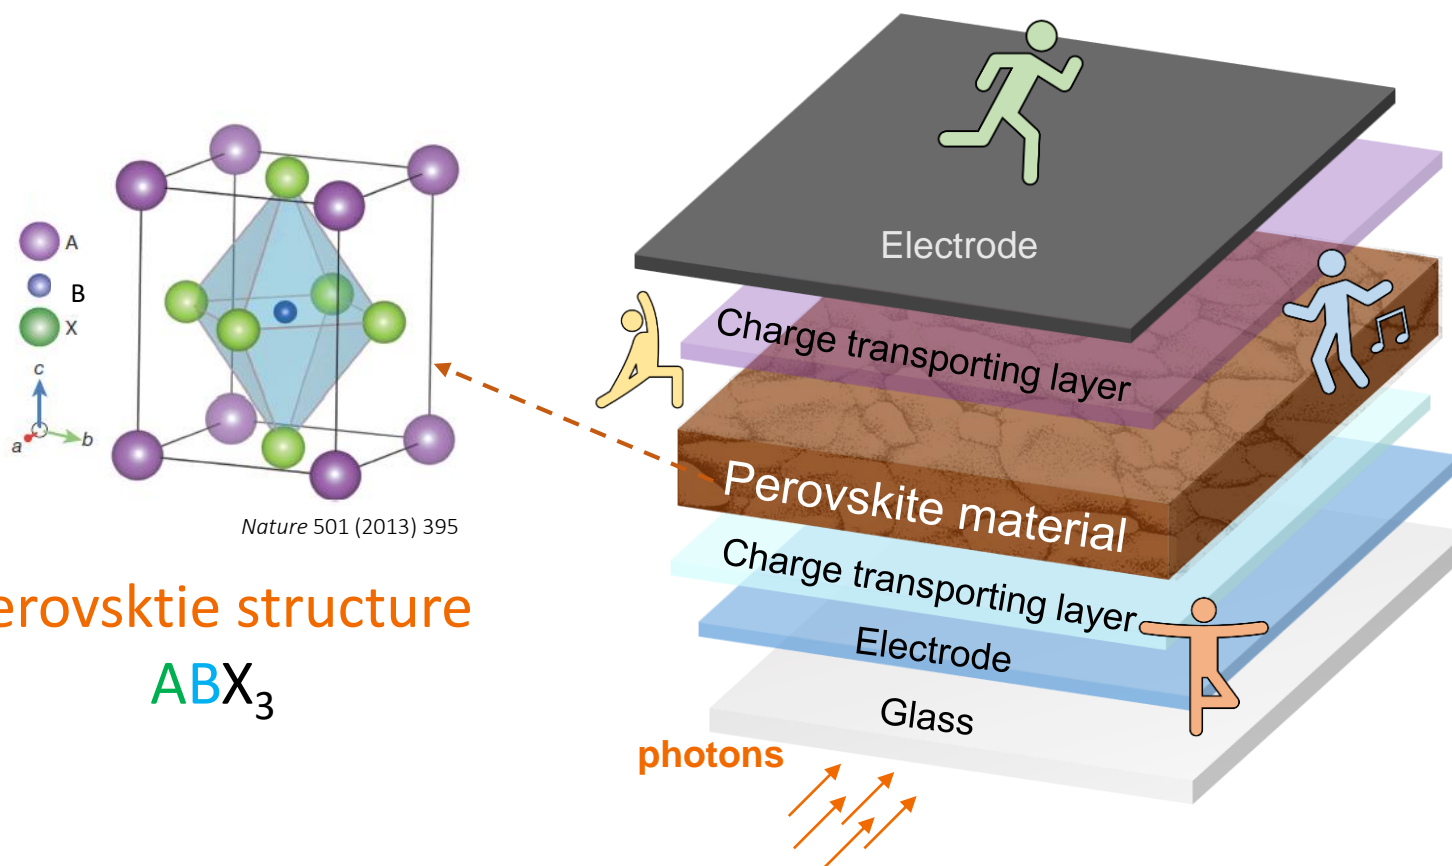 A
B
X
c
b
a
Nature 501 (2013) 395
erovsktie structure
ABX₃
Electrode
Charge transporting layer
Perovskite material
Charge transporting layer
Electrode
Glass
photons